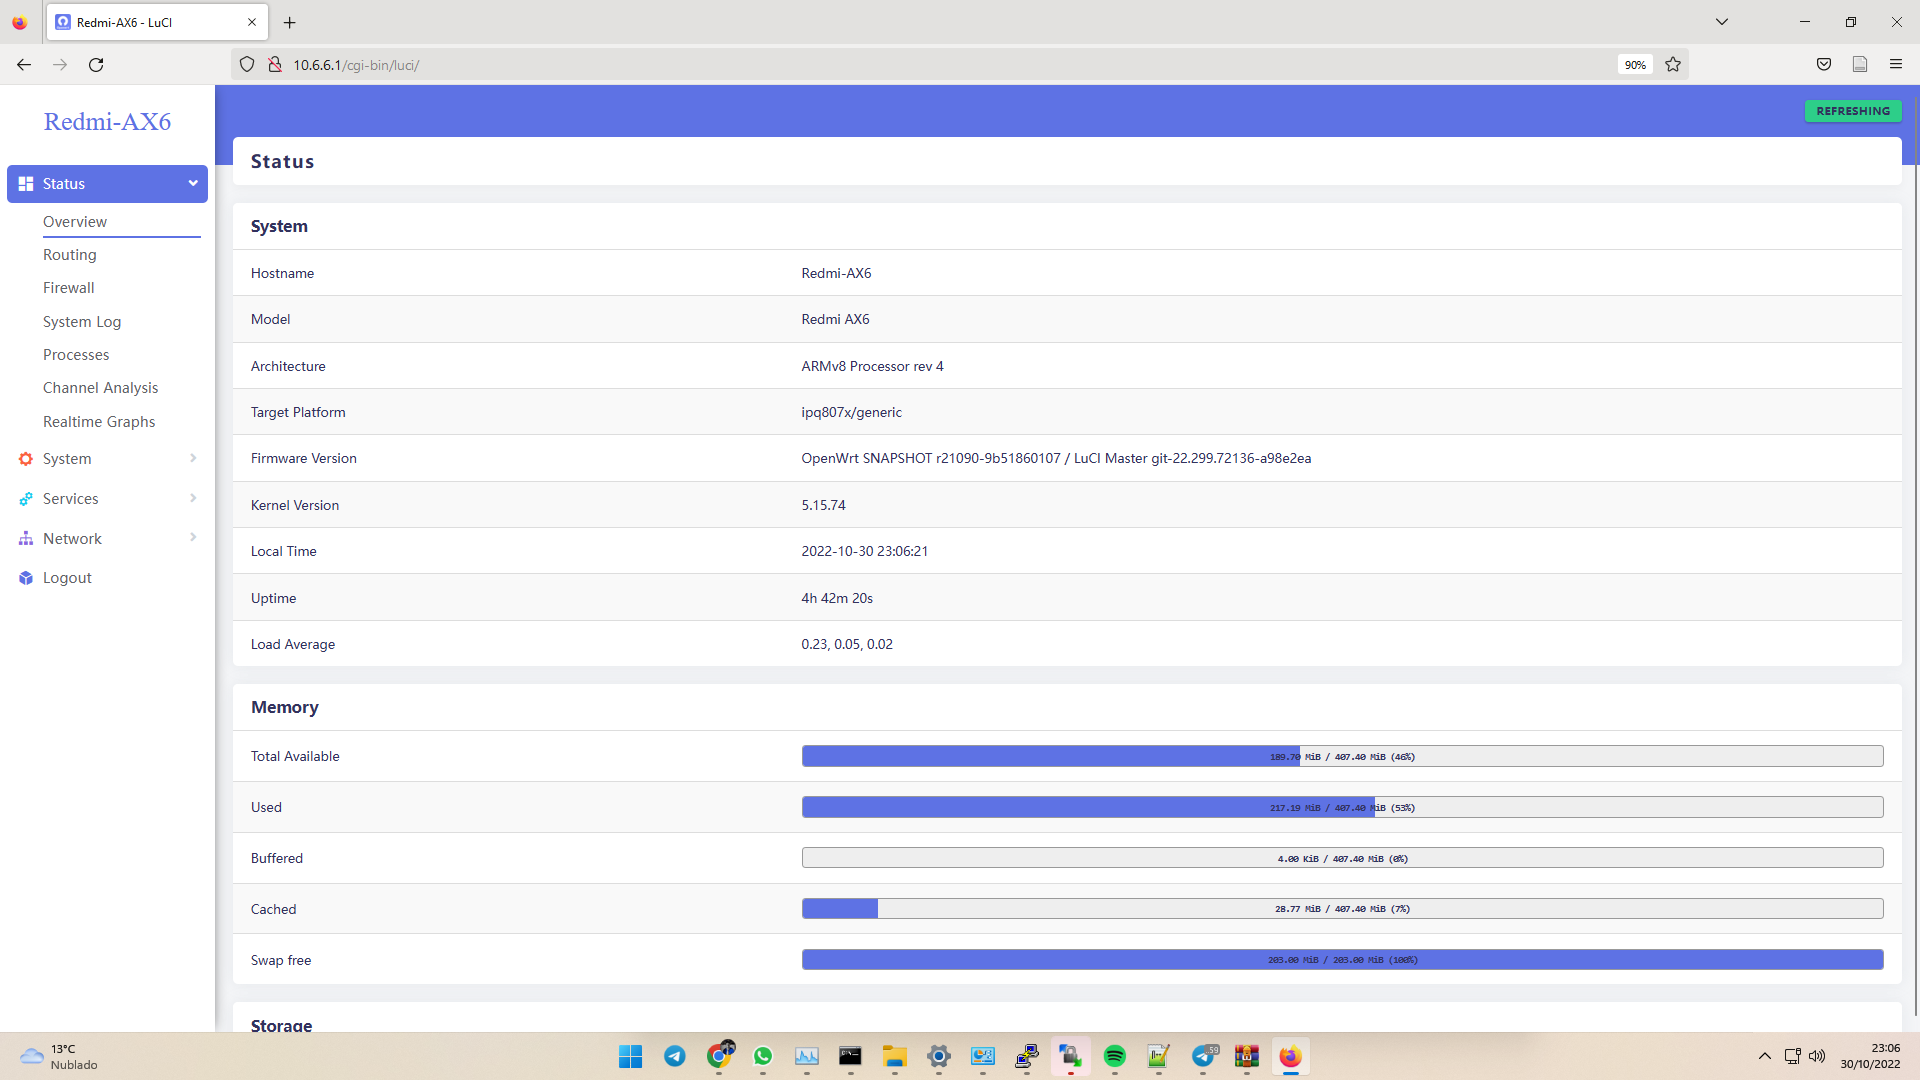 Redmi-AX6 - LuCI
10.6.6.1/cgi-bin/luci/
90%
Redmi-AX6
REFRESHING
Status
Overview
Routing
Firewall
System Log
Processes
Channel Analysis
Realtime Graphs
System
Services
Network
Logout
Status
System
Hostname Redmi-AX6
Model Redmi AX6
Architecture ARMv8 Processor rev 4
Target Platform ipq807x/generic
Firmware Version OpenWrt SNAPSHOT r21090-9b51860107 / LuCI Master git-22.299.72136-a98e2ea
Kernel Version 5.15.74
Local Time 2022-10-30 23:06:21
Uptime 4h 42m 20s
Load Average 0.23, 0.05, 0.02
Memory
Total Available 189.70 MiB / 407.40 MiB (46%)
Used 217.19 MiB / 407.40 MiB (53%)
Buffered 4.00 KiB / 407.40 MiB (0%)
Cached 28.77 MiB / 407.40 MiB (7%)
Swap free 203.00 MiB / 203.00 MiB (100%)
Storage
13°C
Nublado
59
23:06
30/10/2022